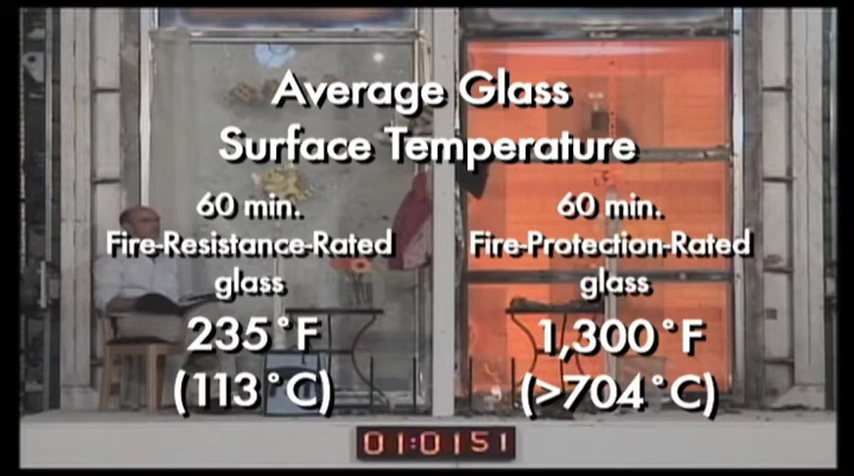 Average Glass
Surface Temperature
60 min.
Fire-Resistance-Rated
glass
235°F
(113°C)
60 min.
Fire-Protection-Rated
glass
1,300°F
(>704°C)
01:0151